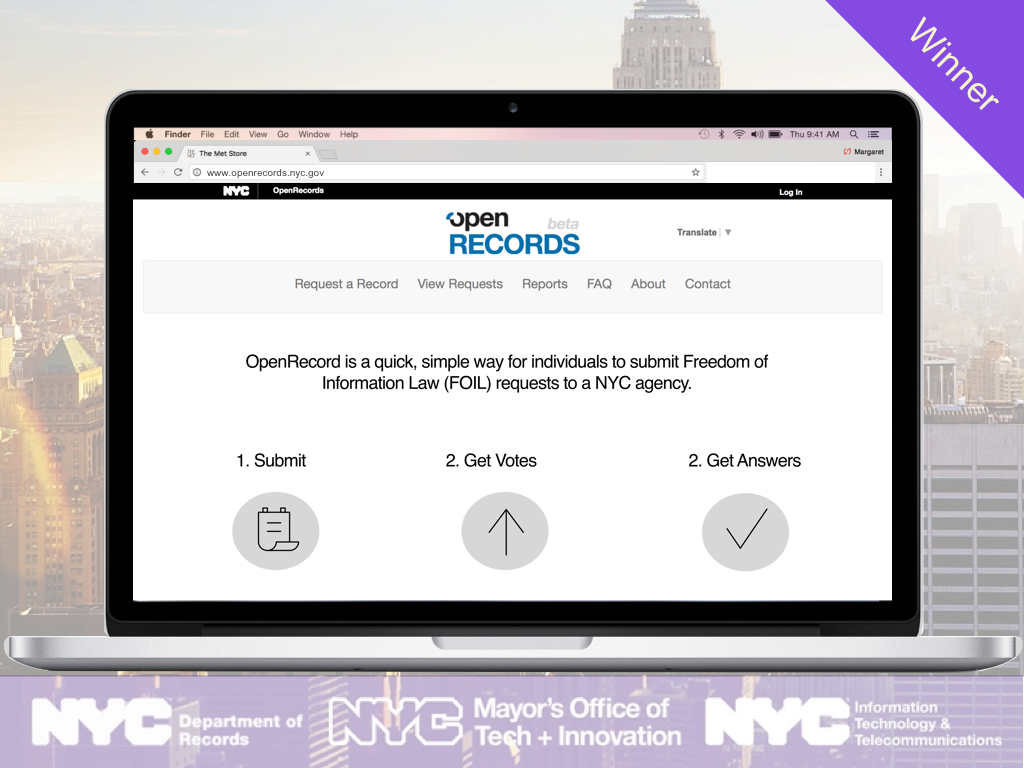 Winner
Finder File Edit View Go Window Help Thu 9:41 AM
The Met Store Margaret
www.openrecords.nyc.gov
NYC OpenRecords Log In
open beta
RECORDS
Translate
Request a Record View Requests Reports FAQ About Contact
OpenRecord is a quick, simple way for individuals to submit Freedom of
Information Law (FOIL) requests to a NYC agency.
1. Submit 2. Get Votes 2. Get Answers
NYC Department of
Records
NYC Mayor's Office of
Tech + Innovation
NYC Information
Technology &
Telecommunications